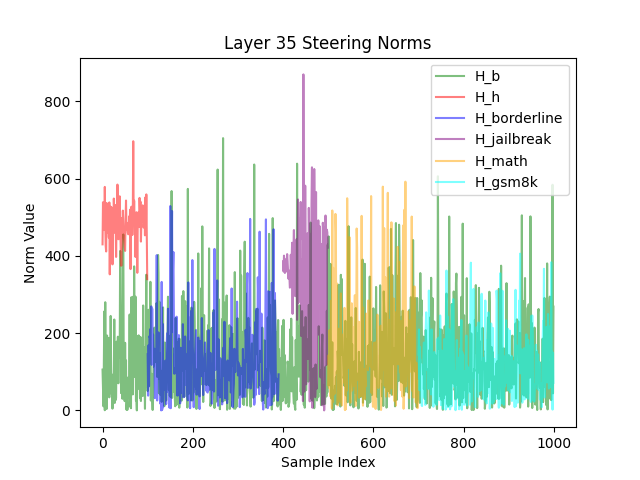 Layer 35 Steering Norms
H_b
H_h
H_borderline
H_jailbreak
H_math
H_gsm8k
Norm Value
800
600
400
200
0
0 200 400 600 800 1000
Sample Index